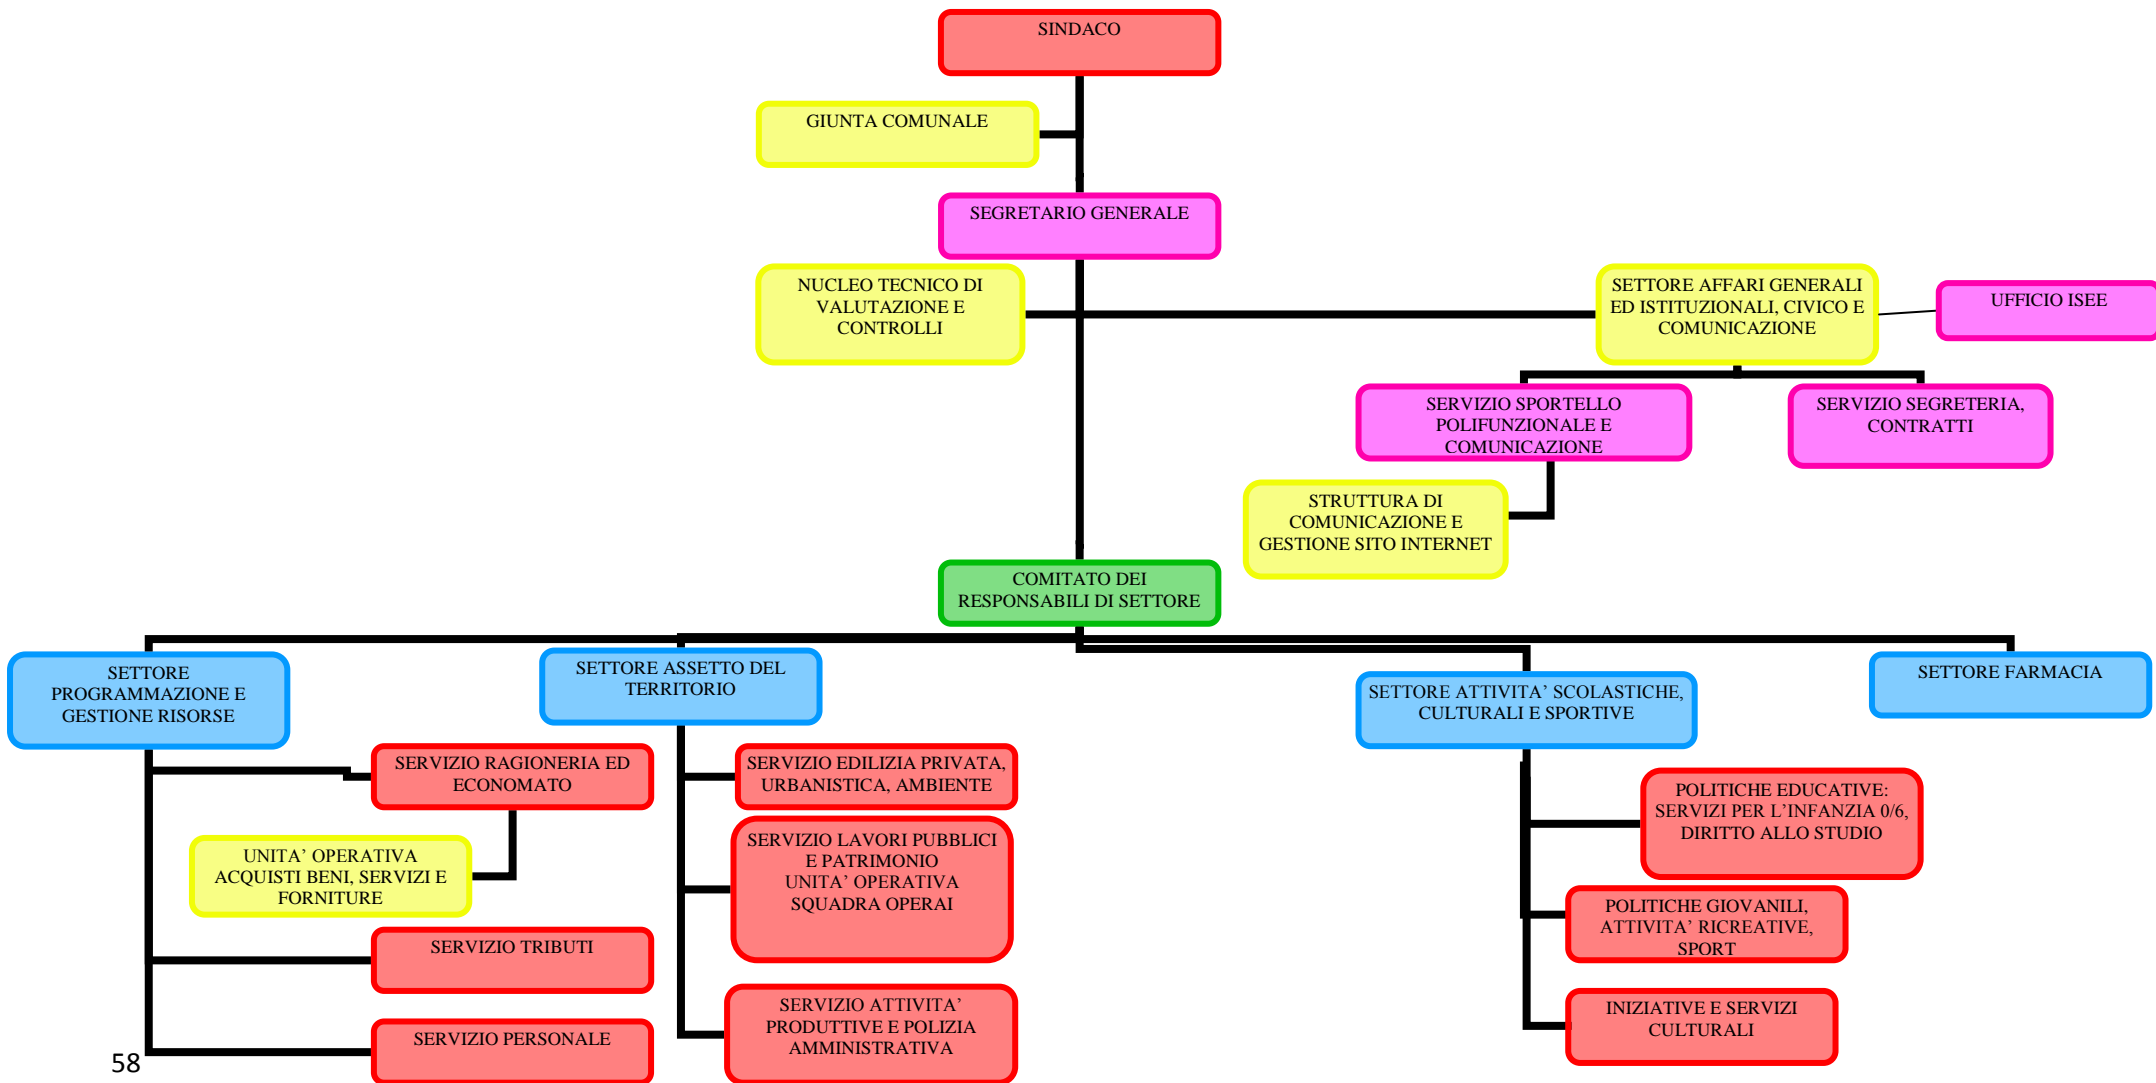 SINDACO
GIUNTA COMUNALE
SEGRETARIO GENERALE
NUCLEO TECNICO DI
VALUTAZIONE E
CONTROLLI
SETTORE AFFARI GENERALI
ED ISTITUZIONALI, CIVICO E
COMUNICAZIONE
UFFICIO ISEE
SERVIZIO SPORTELLO
POLIFUNZIONALE E
COMUNICAZIONE
SERVIZIO SEGRETERIA,
CONTRATTI
STRUTTURA DI
COMUNICAZIONE E
GESTIONE SITO INTERNET
COMITATO DEI
RESPONSABILI DI SETTORE
SETTORE
PROGRAMMAZIONE E
GESTIONE RISORSE
SETTORE ASSETTO DEL
TERRITORIO
SETTORE ATTIVITA’ SCOLASTICHE,
CULTURALI E SPORTIVE
SETTORE FARMACIA
SERVIZIO RAGIONERIA ED
ECONOMATO
UNITA’ OPERATIVA
ACQUISTI BENI, SERVIZI E
FORNITURE
SERVIZIO TRIBUTI
SERVIZIO PERSONALE
SERVIZIO EDILIZIA PRIVATA,
URBANISTICA, AMBIENTE
SERVIZIO LAVORI PUBBLICI
E PATRIMONIO
UNITA’ OPERATIVA
SQUADRA OPERAI
SERVIZIO ATTIVITA’
PRODUTTIVE E POLIZIA
AMMINISTRATIVA
POLITICHE EDUCATIVE:
SERVIZI PER L’INFANZIA 0/6,
DIRITTO ALLO STUDIO
POLITICHE GIOVANILI,
ATTIVITA’ RICREATIVE,
SPORT
INIZIATIVE E SERVIZI
CULTURALI
58